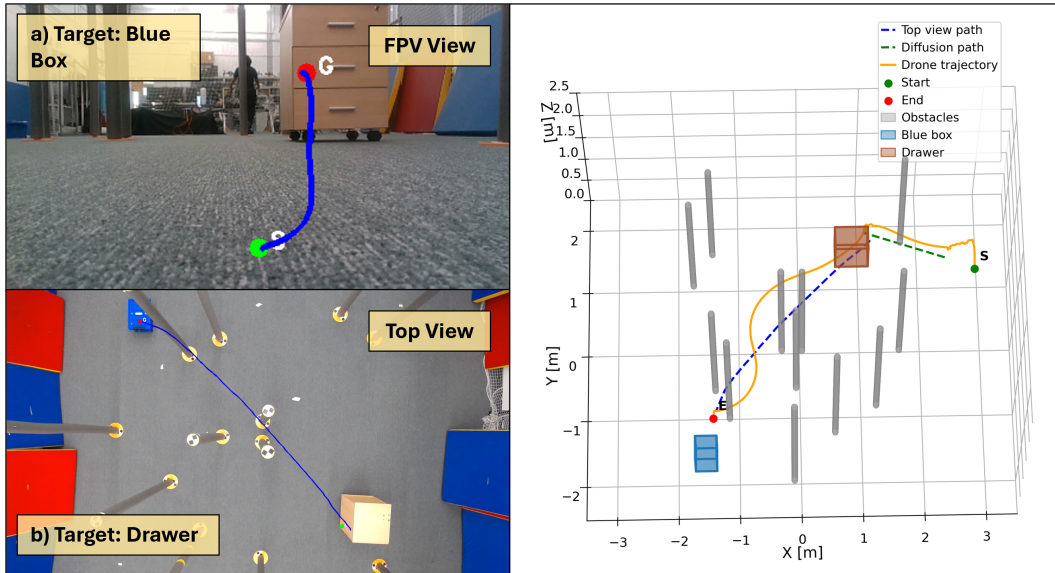 a) Target: Blue
Box
FPV View
G
S
Top View
G
b) Target: Drawer
Top view path
Diffusion path
Drone trajectory
Start
End
Obstacles
Blue box
Drawer
Z [m]
2.5
2.0
1.5
1.0
0.5
0.0
Y [m]
2
1
0
−1
−2
S
E
−3
−2
−1
0
1
2
3
X [m]